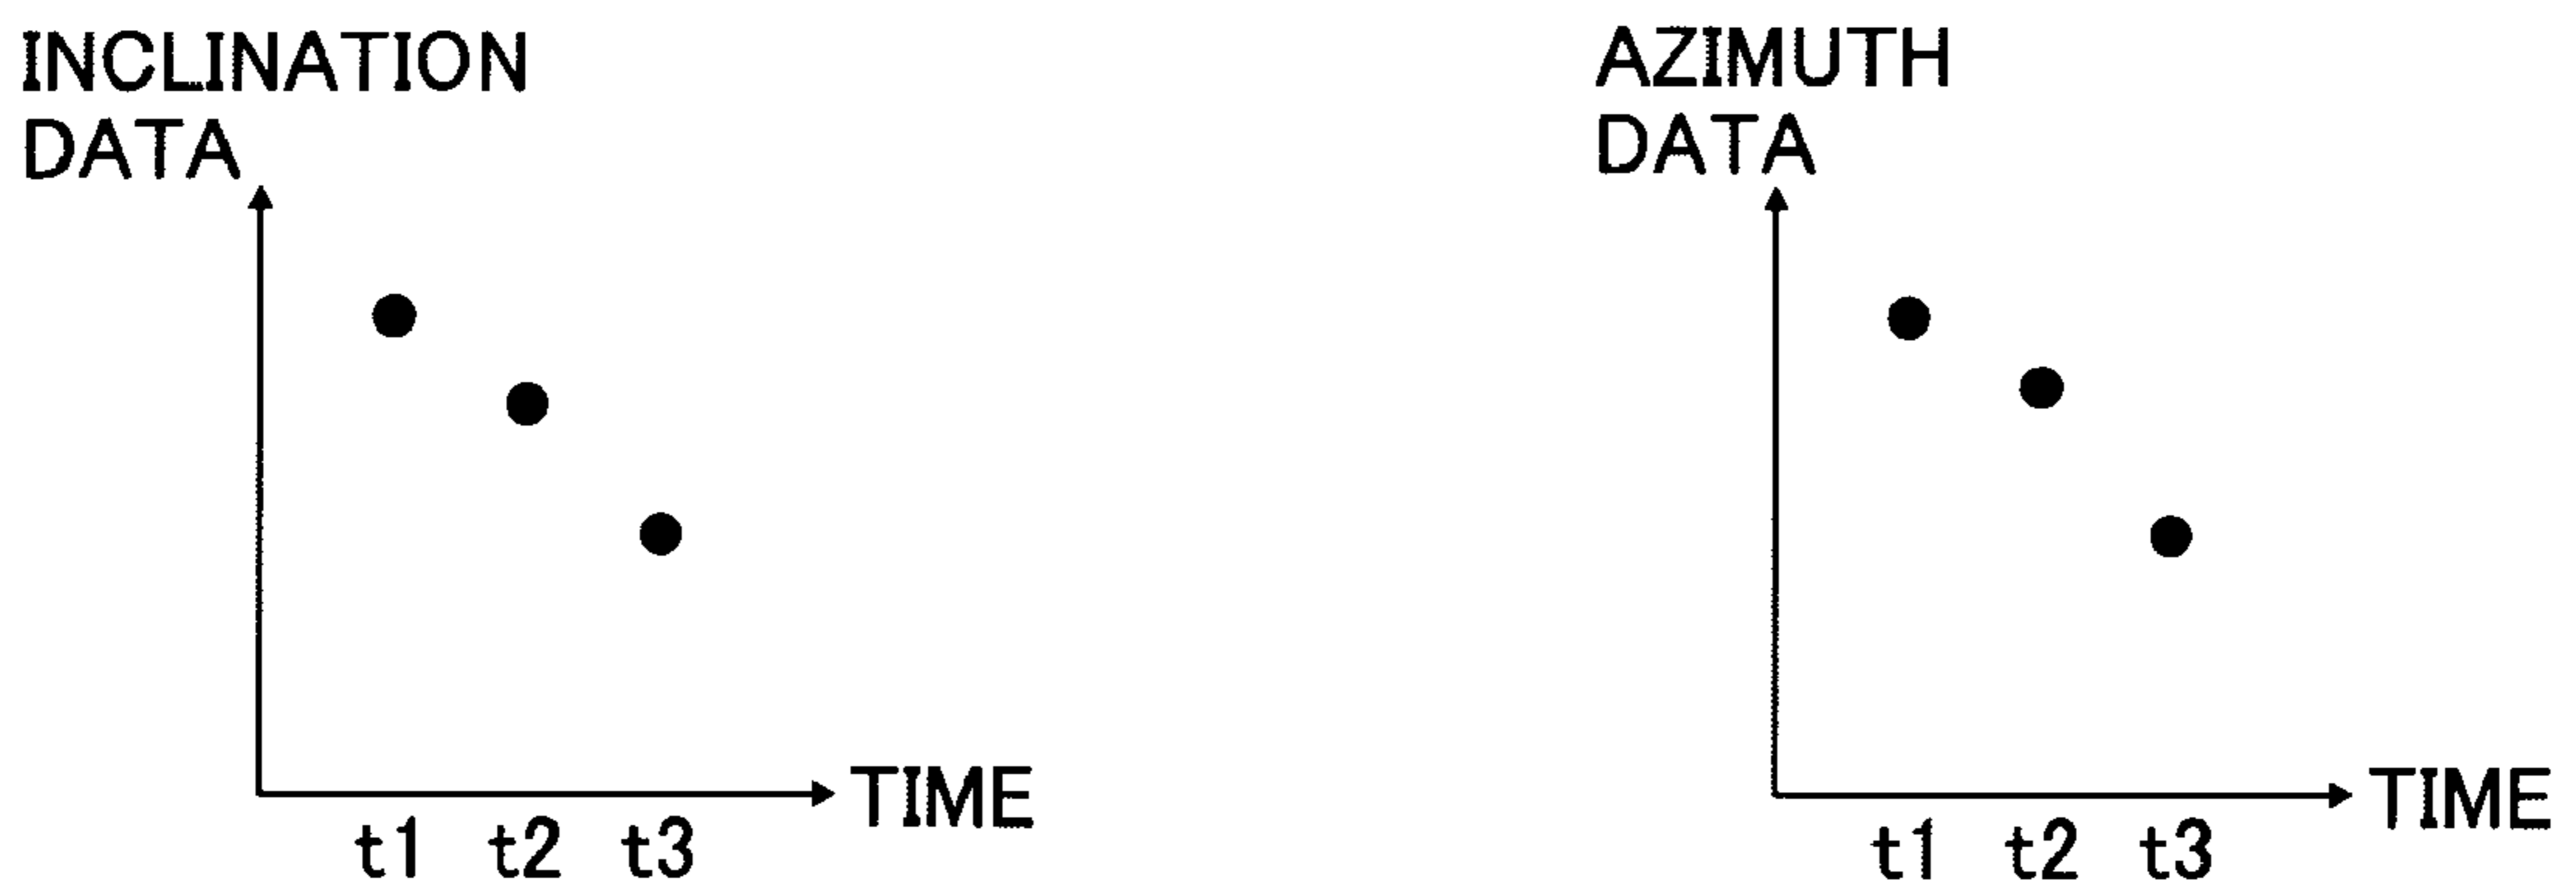 INCLINATION
DATA
TIME
t1 t2 t3
AZIMUTH
DATA
TIME
t1 t2 t3